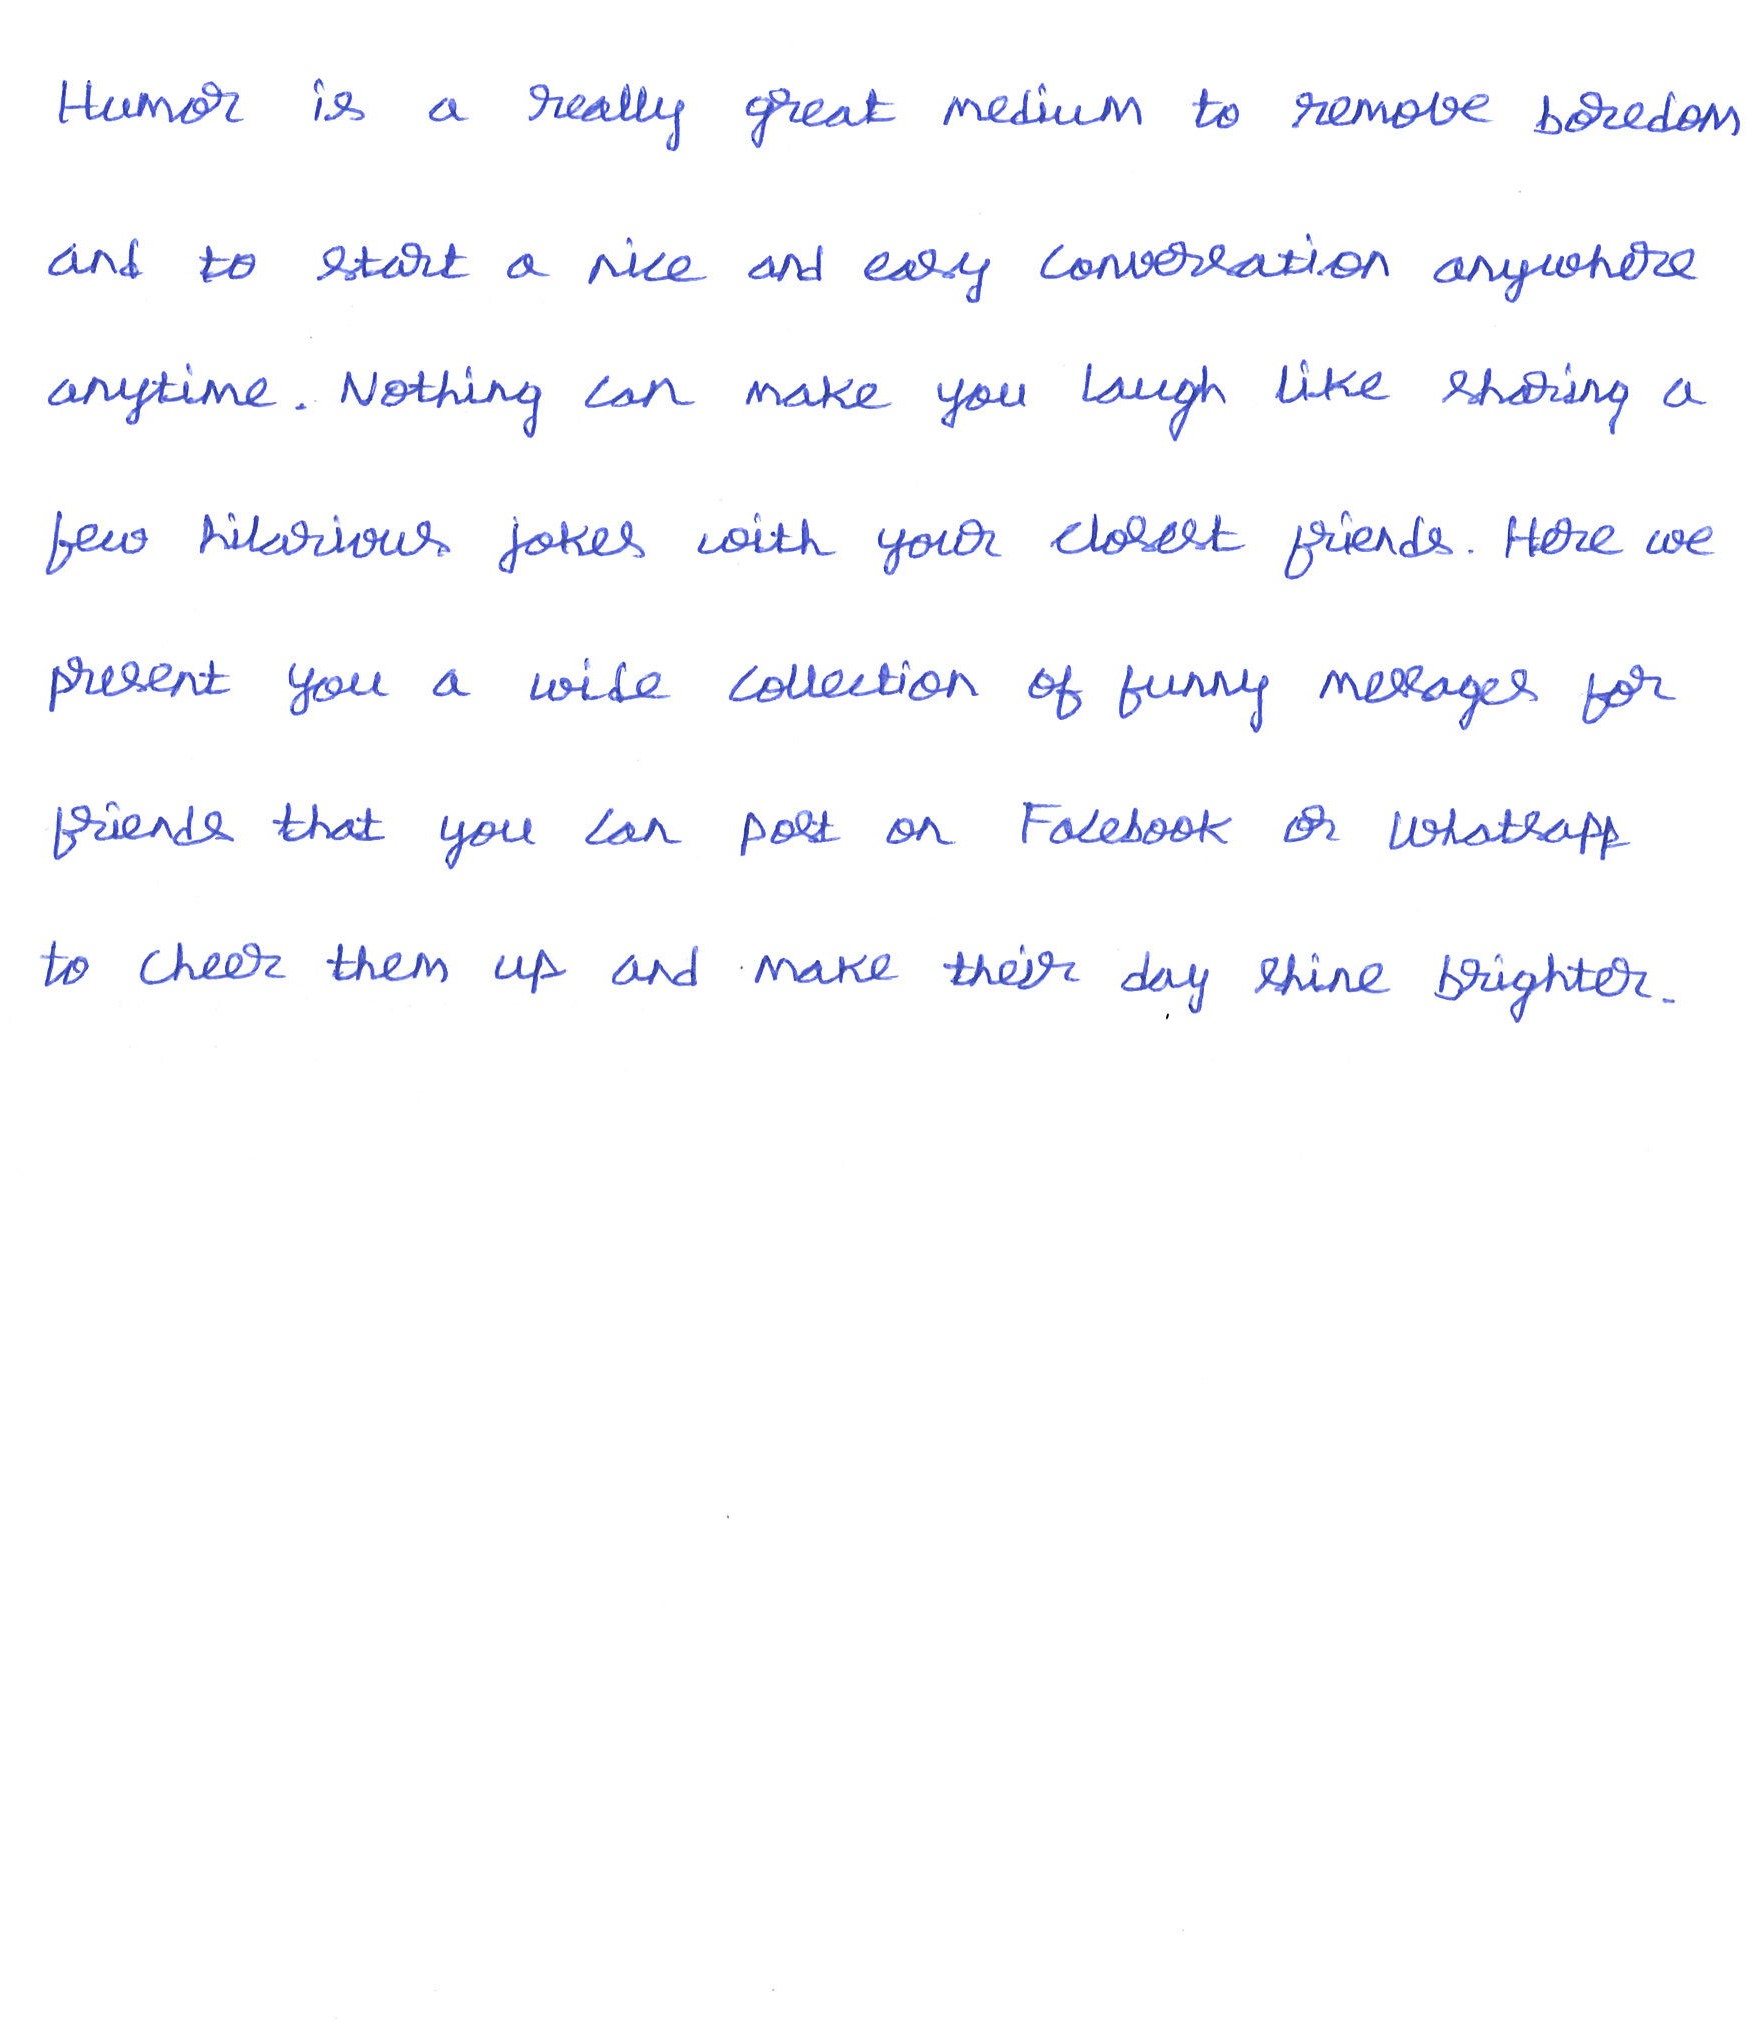 Humor is a really great medium to remove boredom
and to start a nice and easy conversation anywhere
anytime. Nothing can make you laugh like sharing a
few hilarious jokes with your closest friends. Here we
present you a wide collection of funny messages for
friends that you can post on Facebook or Whatsapp
to cheer them up and make their day shine brighter.